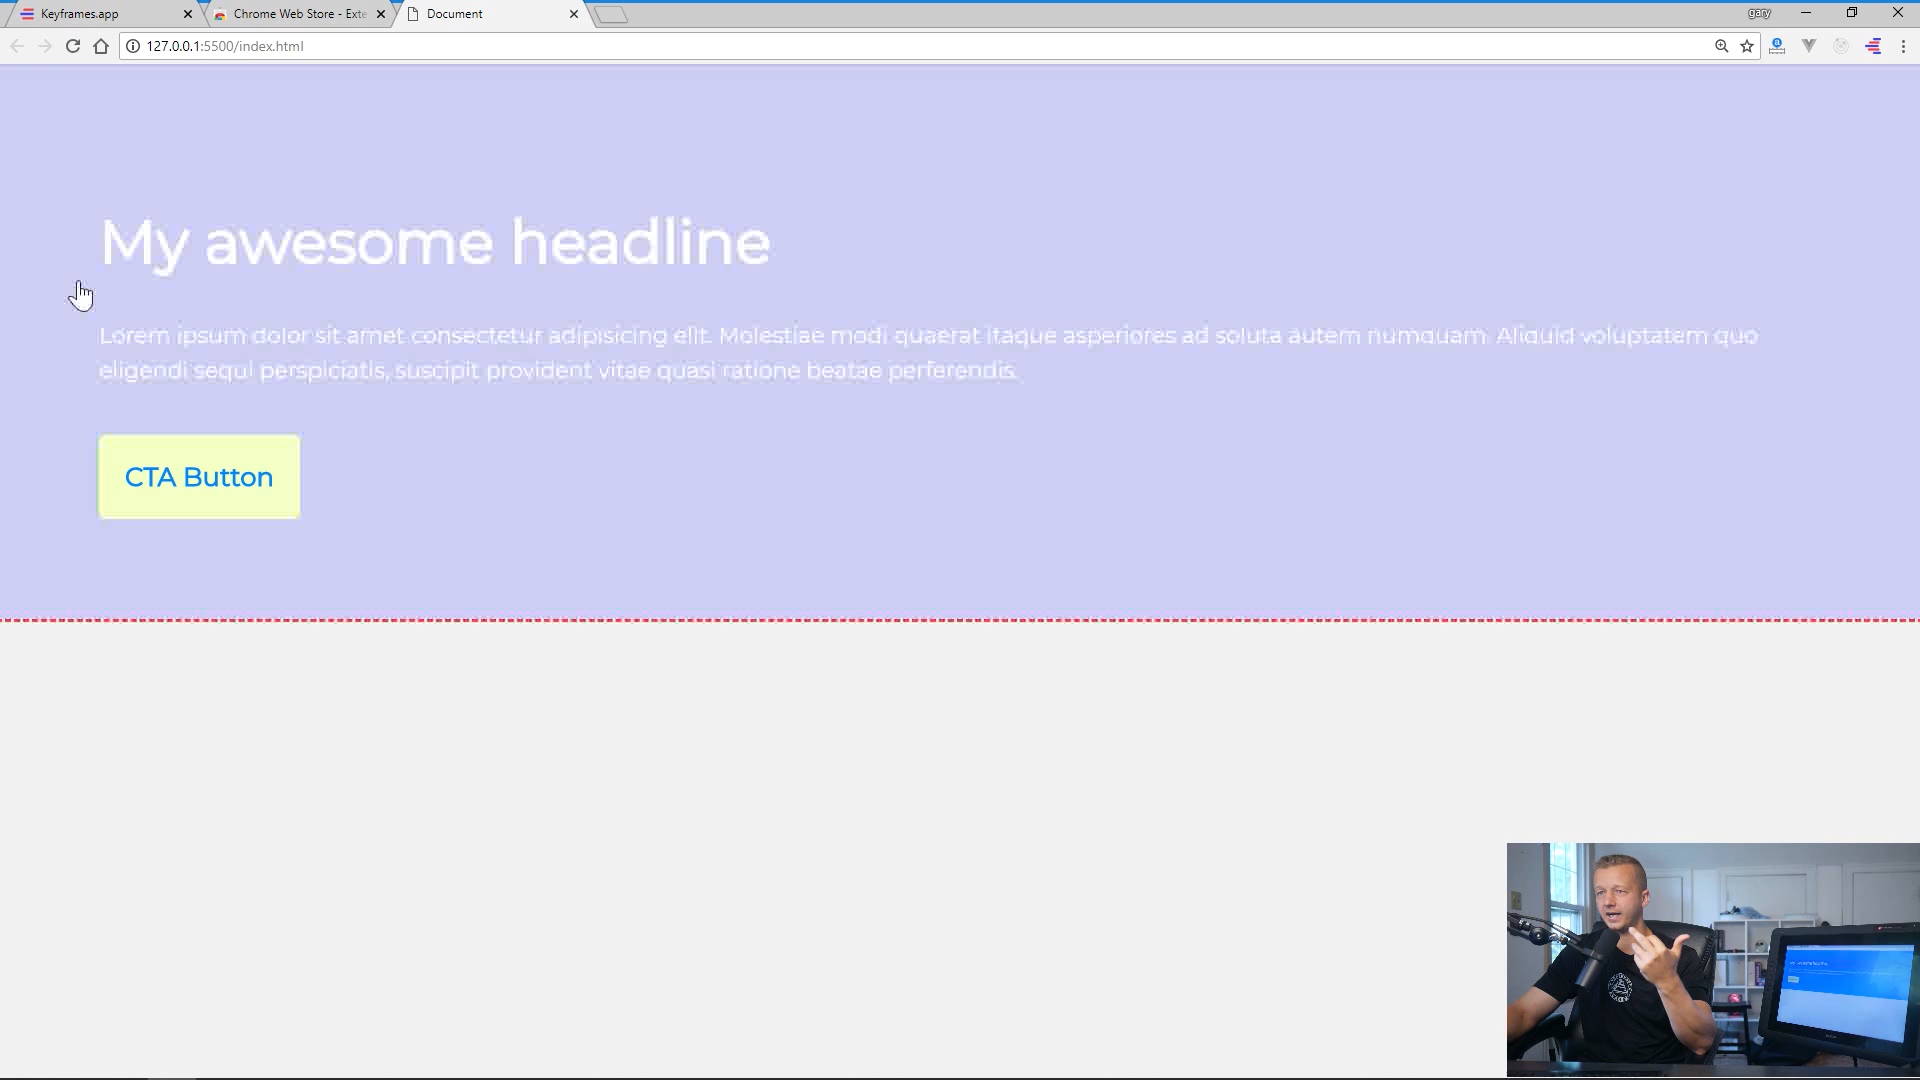 Keyframes.app
Chrome Web Store - Exte
Document
gary
127.0.0.1:5500/index.html
My awesome headline
Lorem ipsum dolor sit amet consectetur adipisicing elit. Molestiae modi quaerat itaque asperiores ad soluta autem numquam. Aliquid voluptatem quo
eligendi sequi perspiciatis, suscipit provident vitae quasi ratione beatae perferendis.
CTA Button